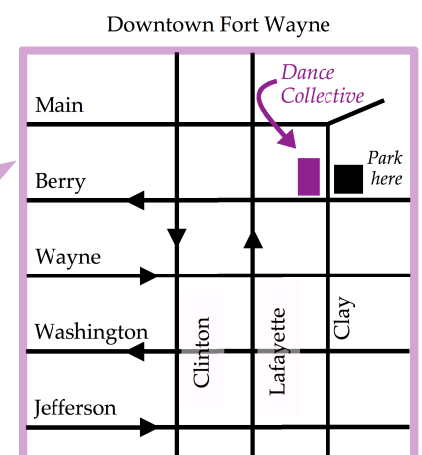 Downtown Fort Wayne
Dance
Collective
Main
Park
here
Berry
Wayne
Washington
Jefferson
Clinton
Lafayette
Clay